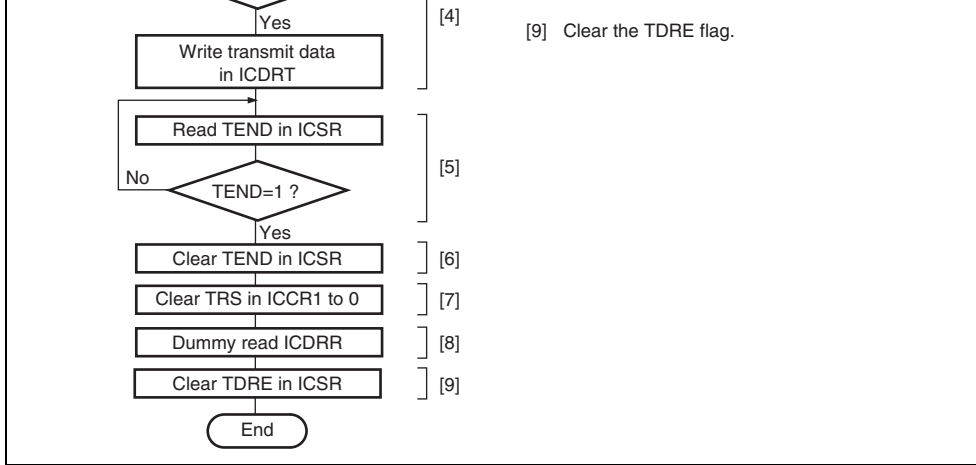 Yes
[4]
[9] Clear the TDRE flag.
Write transmit data
in ICDRT
Read TEND in ICSR
[5]
No
TEND=1 ?
Yes
Clear TEND in ICSR
[6]
Clear TRS in ICCR1 to 0
[7]
Dummy read ICDRR
[8]
Clear TDRE in ICSR
[9]
End